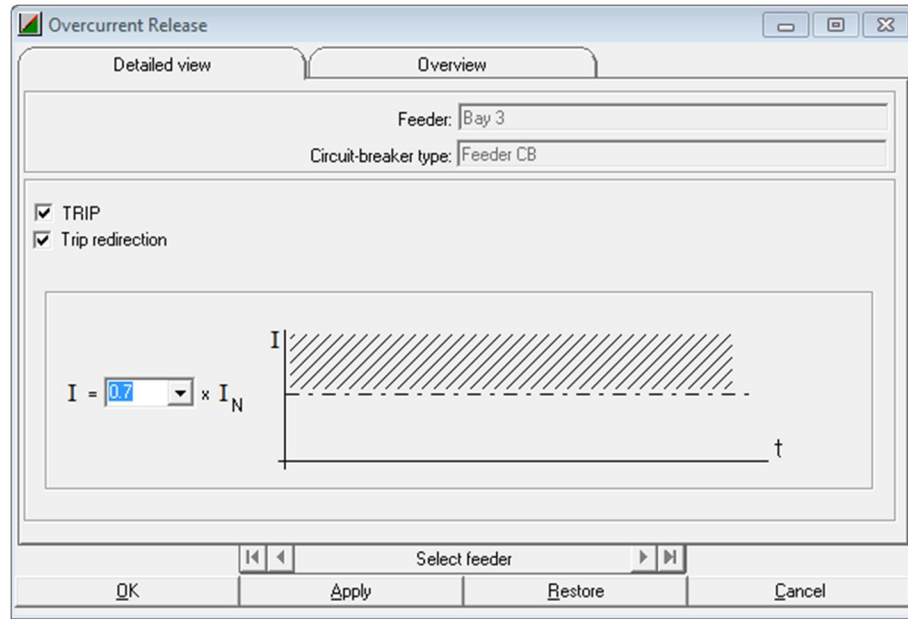 Overcurrent Release
Detailed view Overview
Feeder: Bay 3
Circuit-breaker type: Feeder CB
TRIP
Trip redirection
I
I = 0.7 x I_N
t
Select feeder
OK Apply Restore Cancel